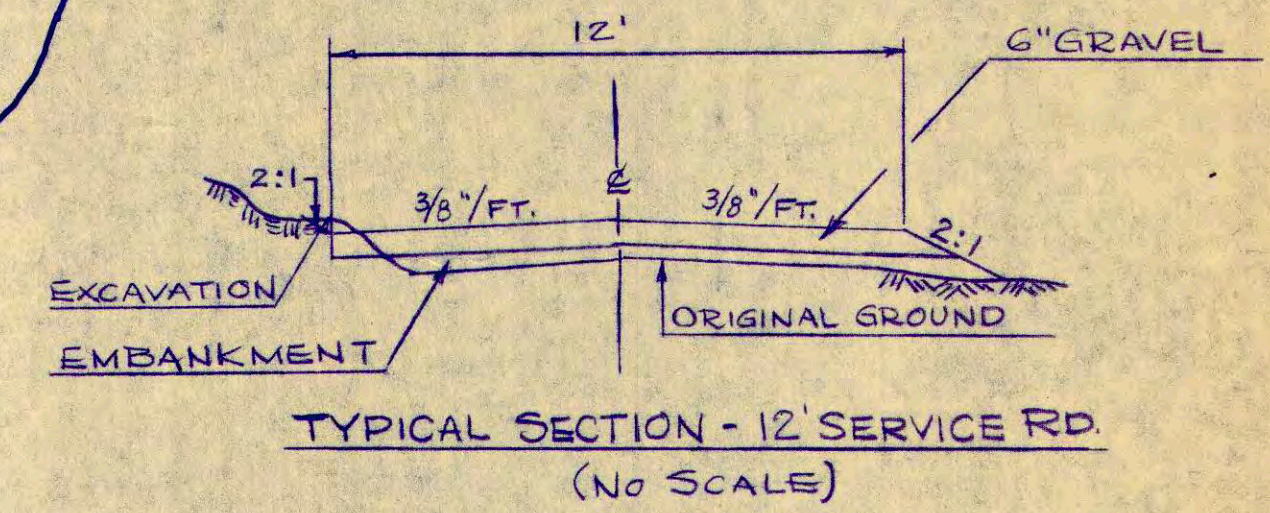 12'
6"GRAVEL
2:1
3/8"/FT.
℄
3/8"/FT.
2:1
EXCAVATION
ORIGINAL GROUND
EMBANKMENT
TYPICAL SECTION - 12' SERVICE RD.
(NO SCALE)